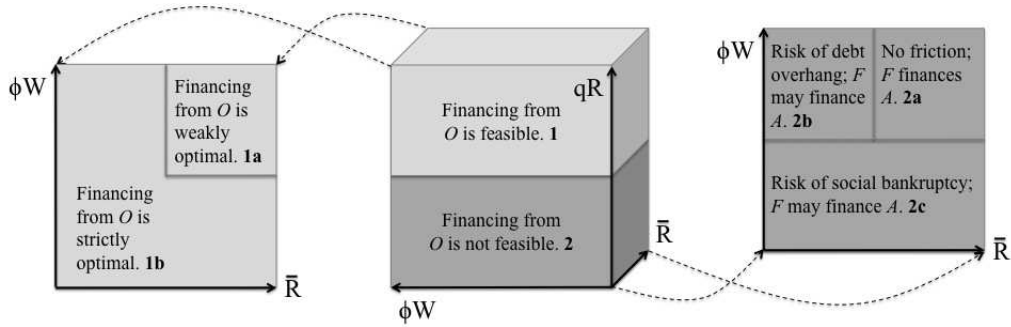 ϕW
Financing
from O is
weakly
optimal. 1a
Financing
from O is
strictly
optimal. 1b
R̄
qR
Financing from
O is feasible. 1
Financing from
O is not feasible. 2
R̄
ϕW
ϕW
Risk of debt
overhang; F
may finance
A. 2b
No friction;
F finances
A. 2a
Risk of social bankruptcy;
F may finance A. 2c
R̄